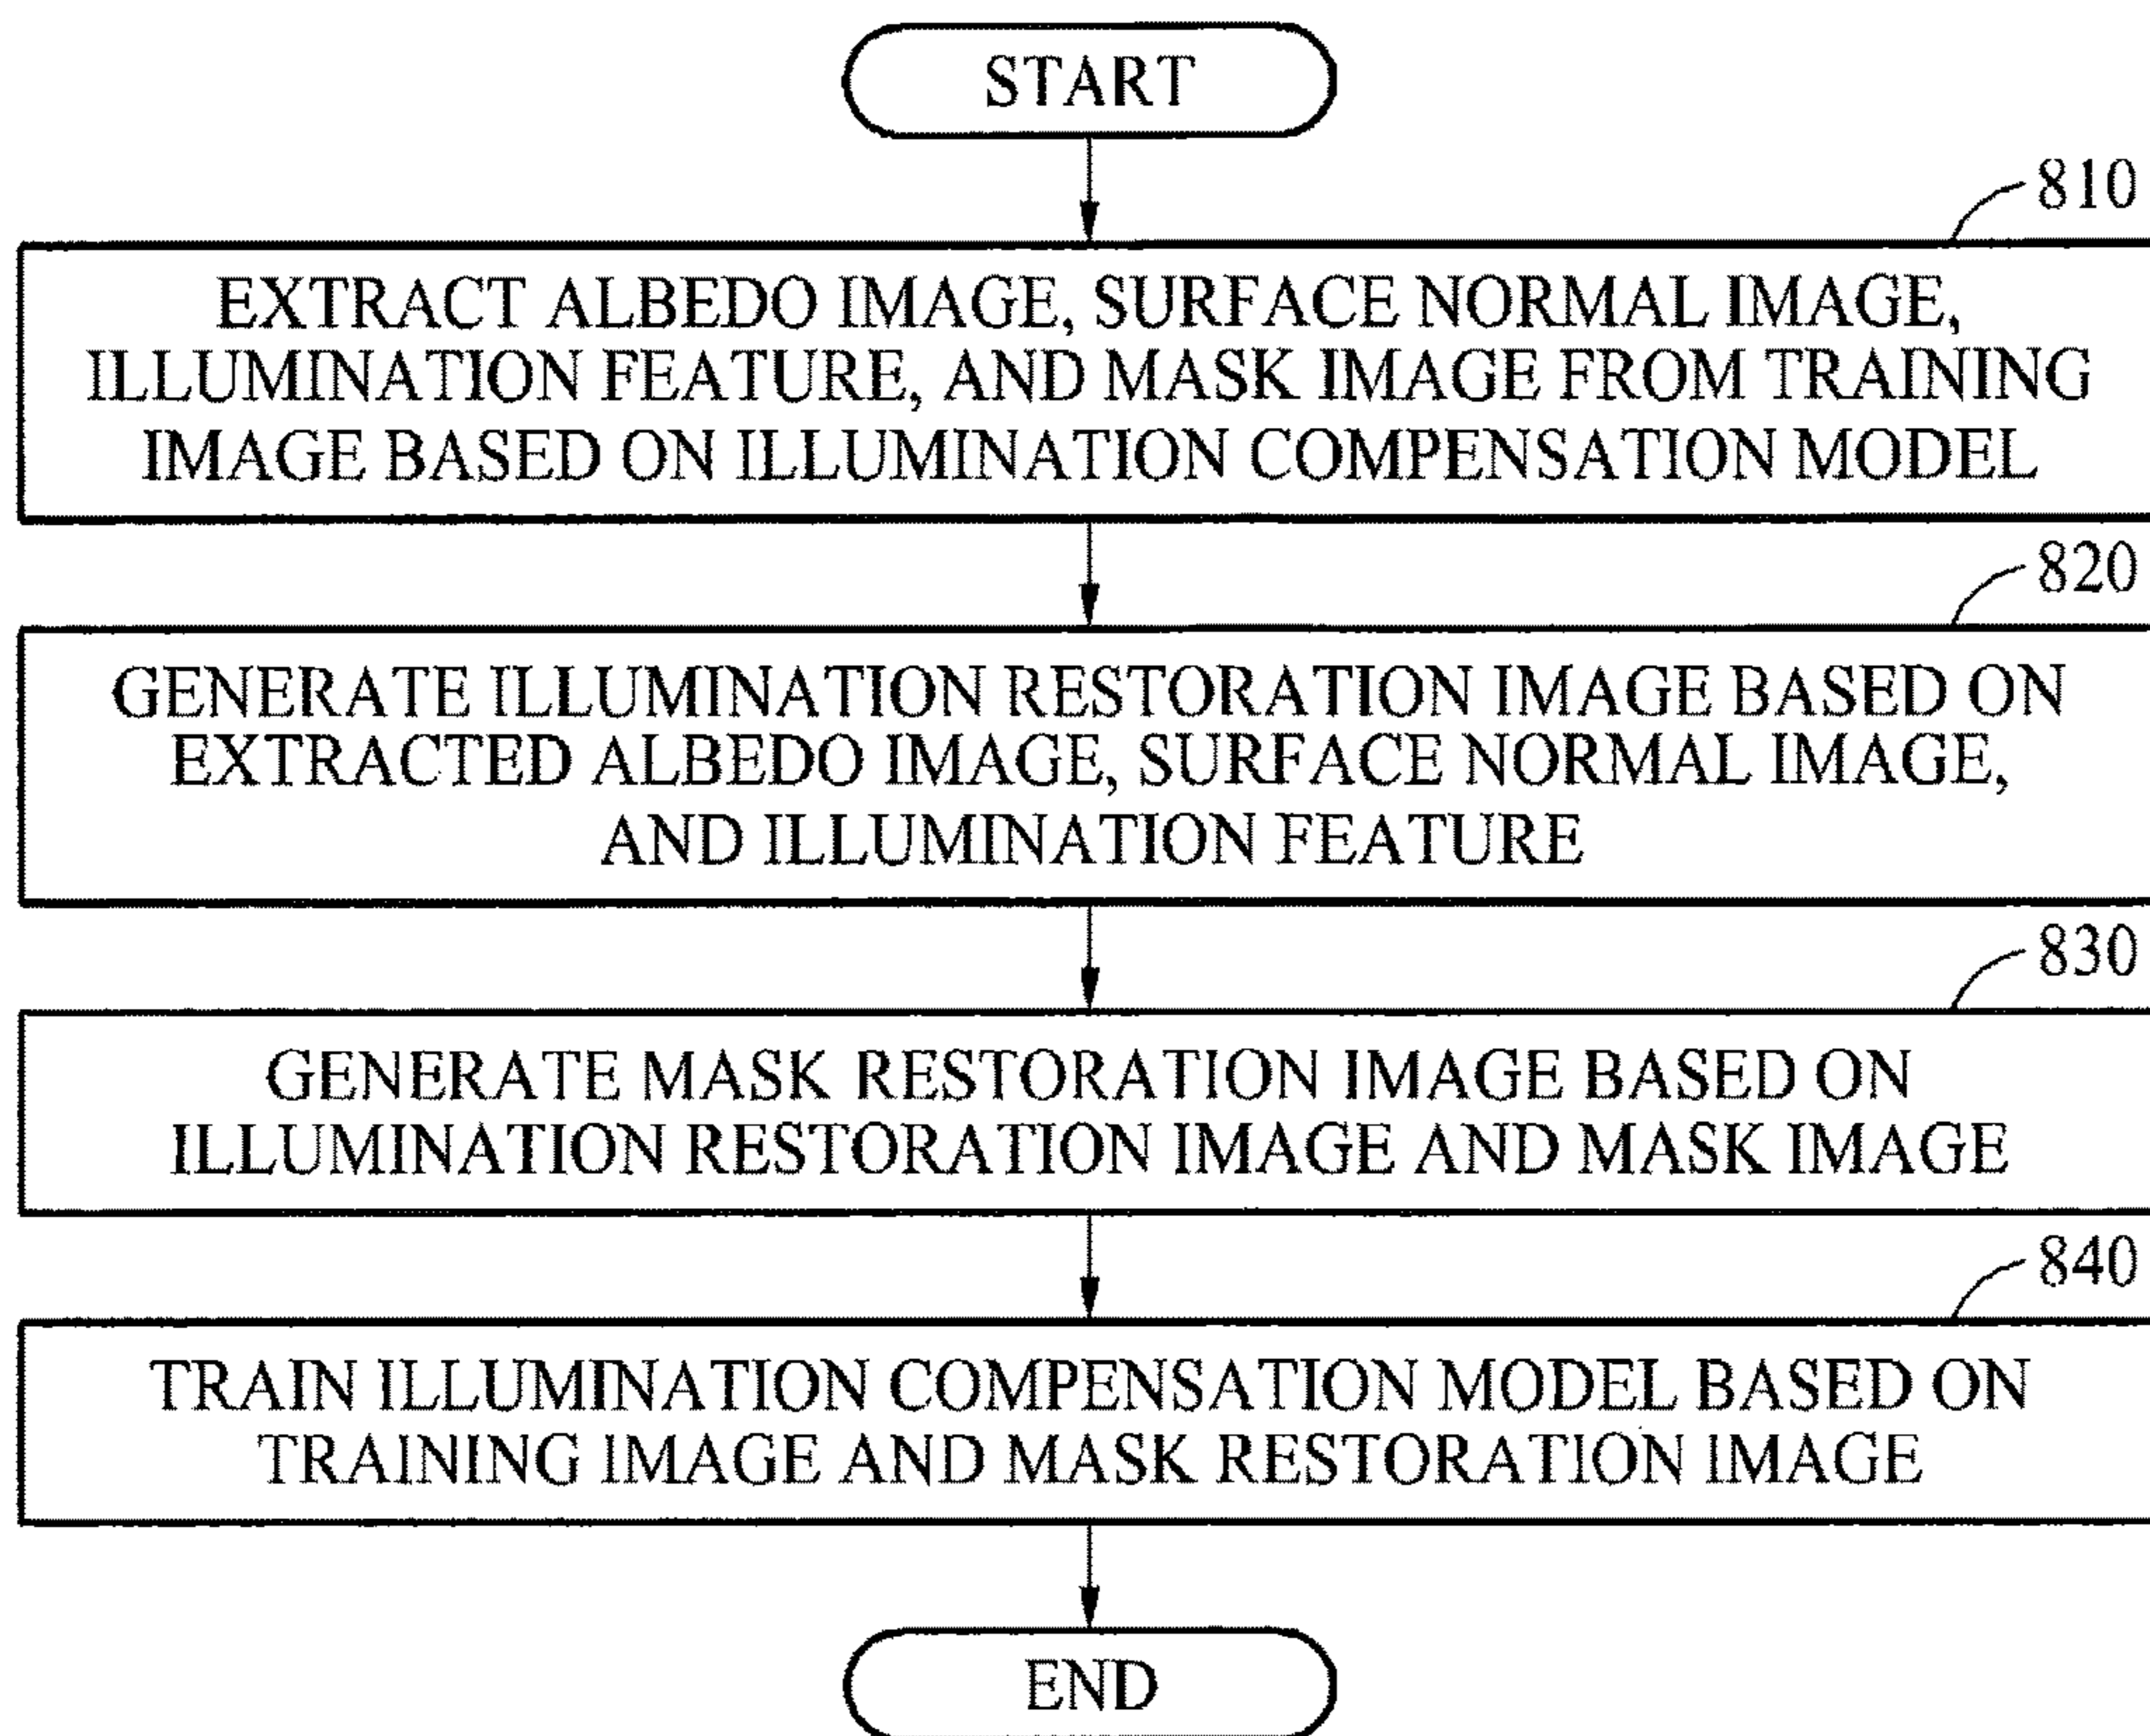 START
810
EXTRACT ALBEDO IMAGE, SURFACE NORMAL IMAGE,
ILLUMINATION FEATURE, AND MASK IMAGE FROM TRAINING
IMAGE BASED ON ILLUMINATION COMPENSATION MODEL
820
GENERATE ILLUMINATION RESTORATION IMAGE BASED ON
EXTRACTED ALBEDO IMAGE, SURFACE NORMAL IMAGE,
AND ILLUMINATION FEATURE
830
GENERATE MASK RESTORATION IMAGE BASED ON
ILLUMINATION RESTORATION IMAGE AND MASK IMAGE
840
TRAIN ILLUMINATION COMPENSATION MODEL BASED ON
TRAINING IMAGE AND MASK RESTORATION IMAGE
END